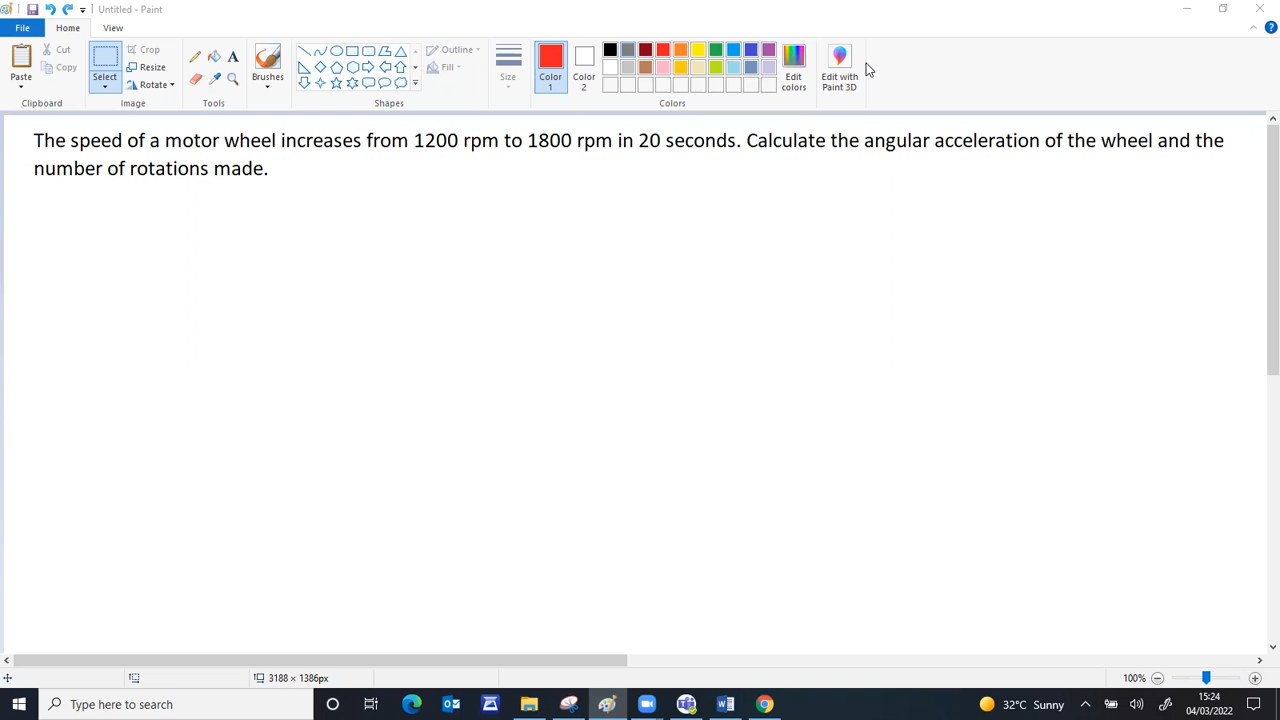 Untitled - Paint
File Home View
Paste
Cut
Copy
Clipboard
Select
Crop
Resize
Rotate
Image
Tools
Brushes
Shapes
Outline
Fill
Size
Color 1
Color 2
Edit colors
Colors
Edit with Paint 3D
The speed of a motor wheel increases from 1200 rpm to 1800 rpm in 20 seconds. Calculate the angular acceleration of the wheel and the
number of rotations made.
3188 × 1386px
100%
Type here to search
32°C Sunny
15:24
04/03/2022